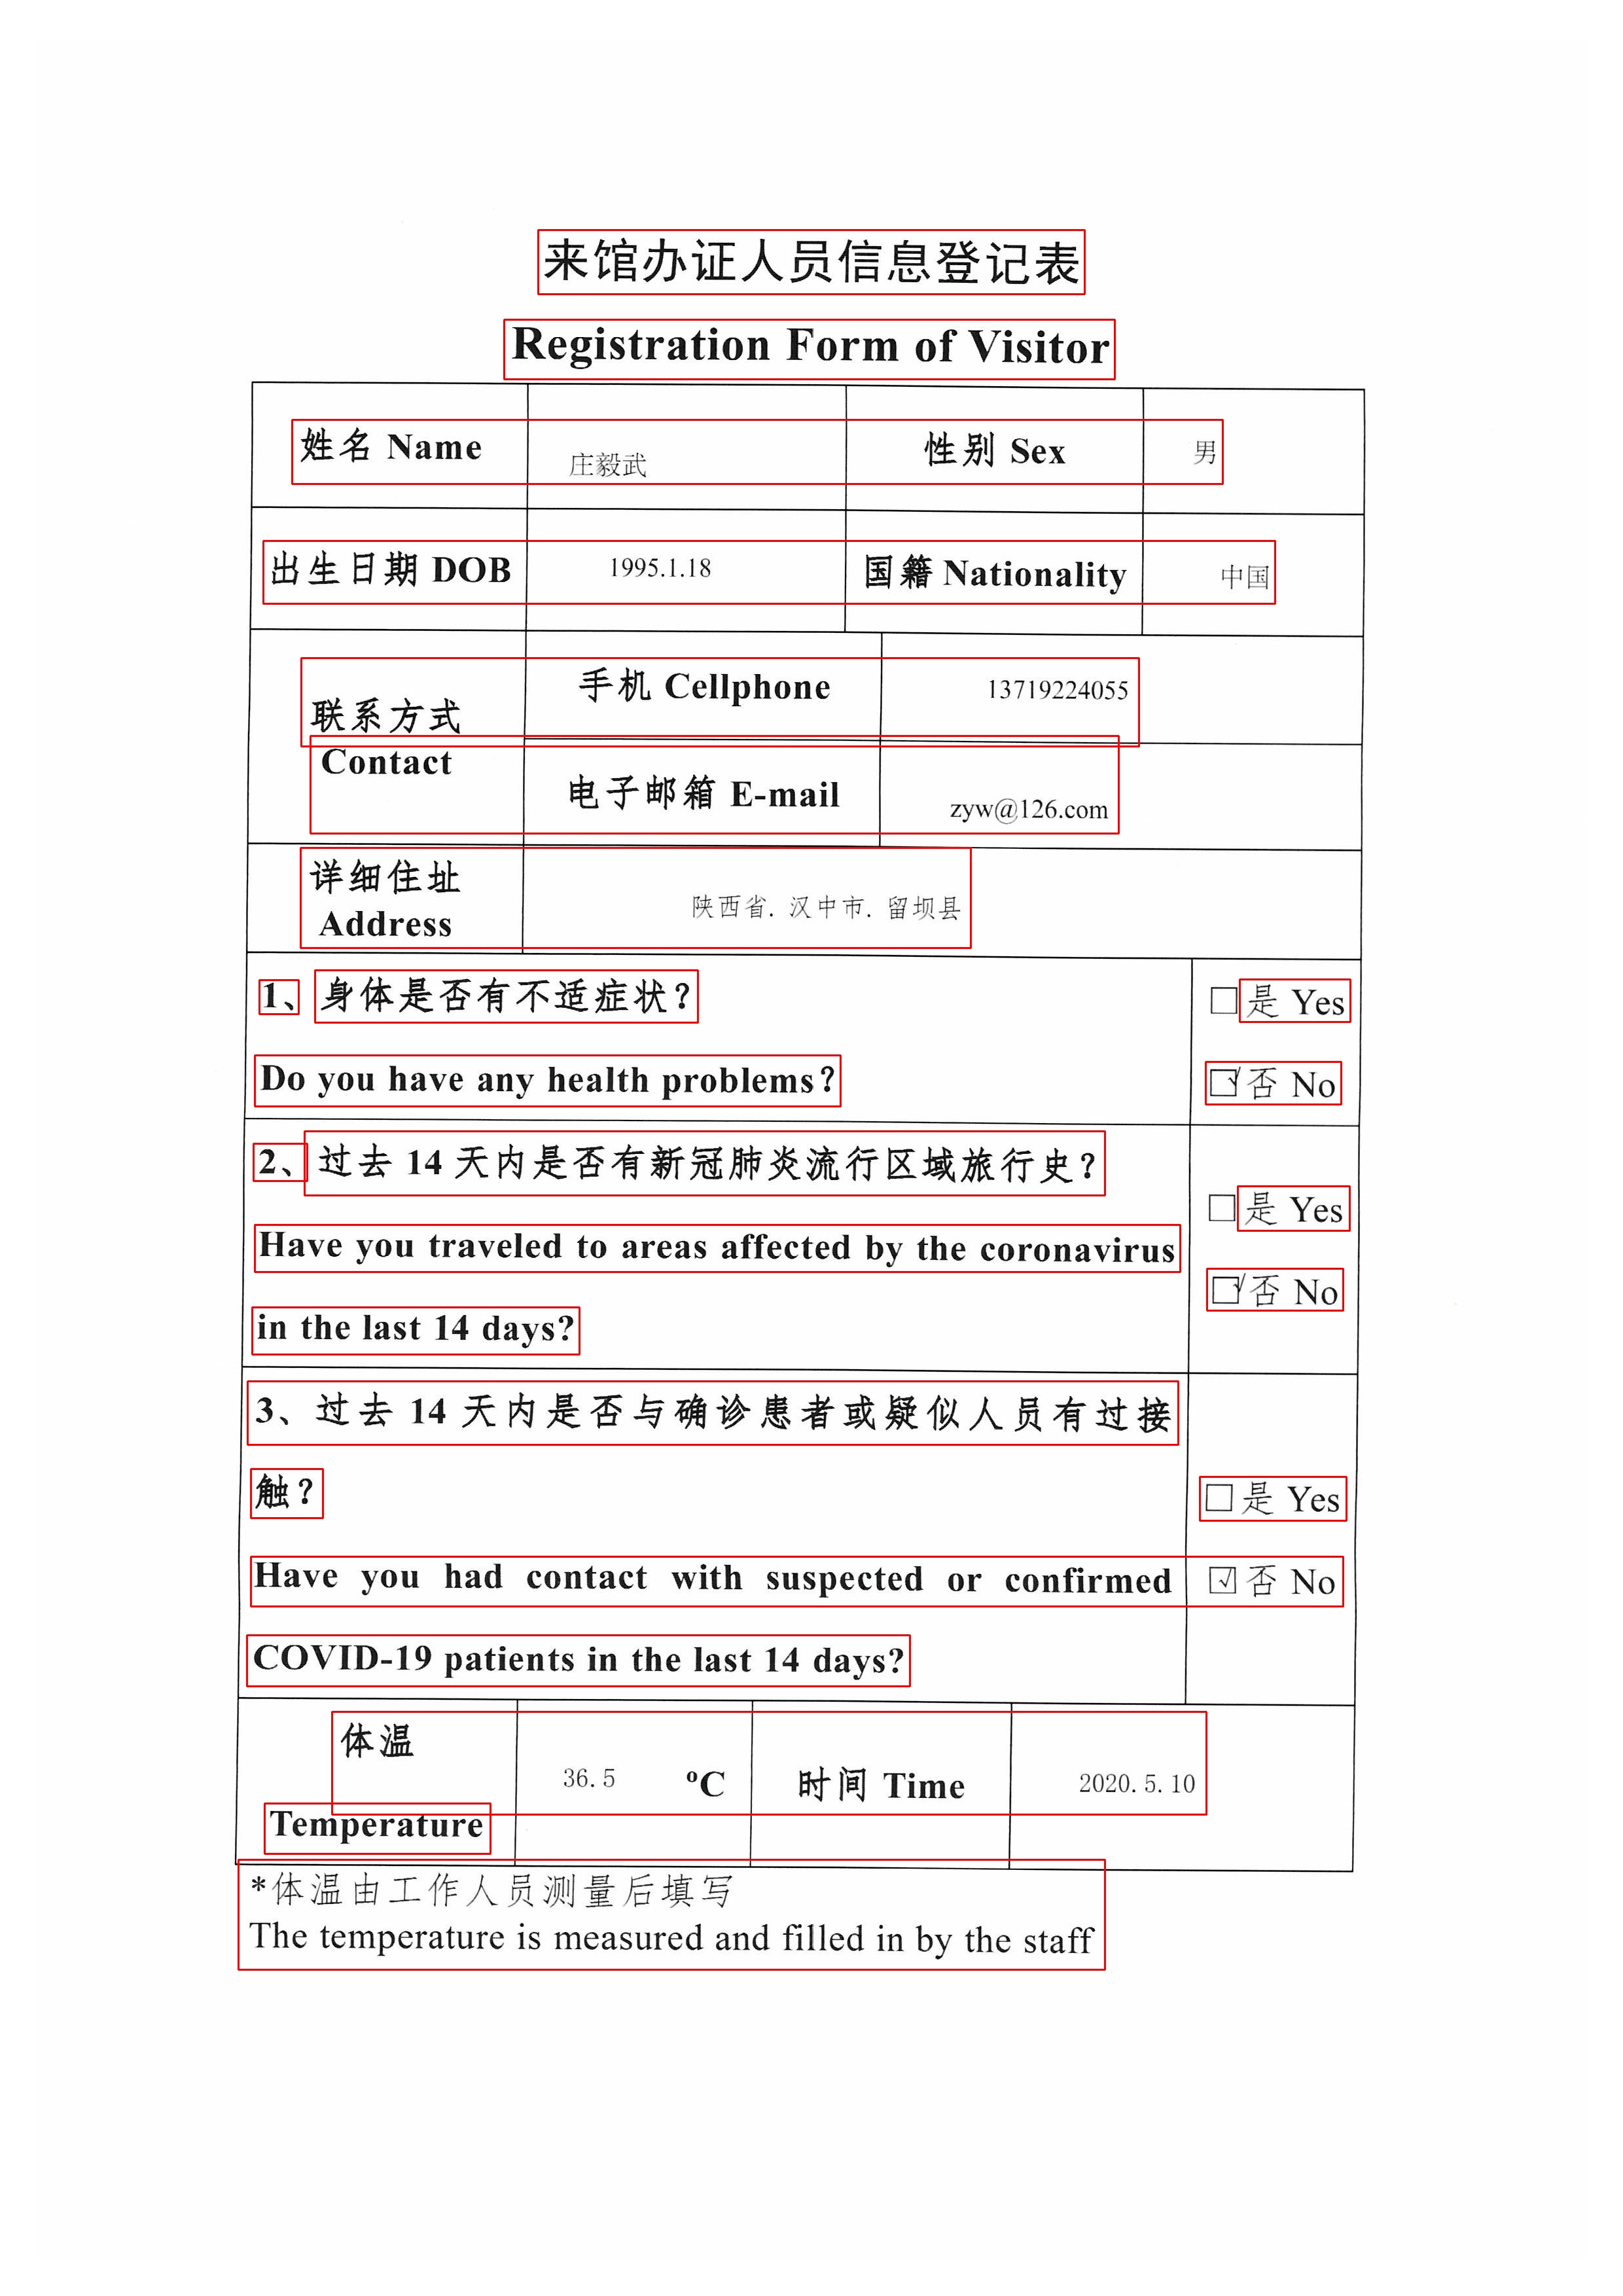 来馆办证人员信息登记表
Registration Form of Visitor
姓名 Name 庄毅武 性别 Sex 男
出生日期 DOB 1995.1.18 国籍 Nationality 中国
联系方式 手机 Cellphone 13719224055
Contact 电子邮箱 E-mail zyw@126.com
详细住址
Address 陕西省. 汉中市. 留坝县
1、身体是否有不适症状? □是 Yes
Do you have any health problems? ☑否 No
2、过去 14 天内是否有新冠肺炎流行区域旅行史? □是 Yes
Have you traveled to areas affected by the coronavirus
in the last 14 days? ☑否 No
3、过去 14 天内是否与确诊患者或疑似人员有过接
触? □是 Yes
Have you had contact with suspected or confirmed ☑否 No
COVID-19 patients in the last 14 days?
体温 36.5 ºC 时间 Time 2020.5.10
Temperature
*体温由工作人员测量后填写
The temperature is measured and filled in by the staff